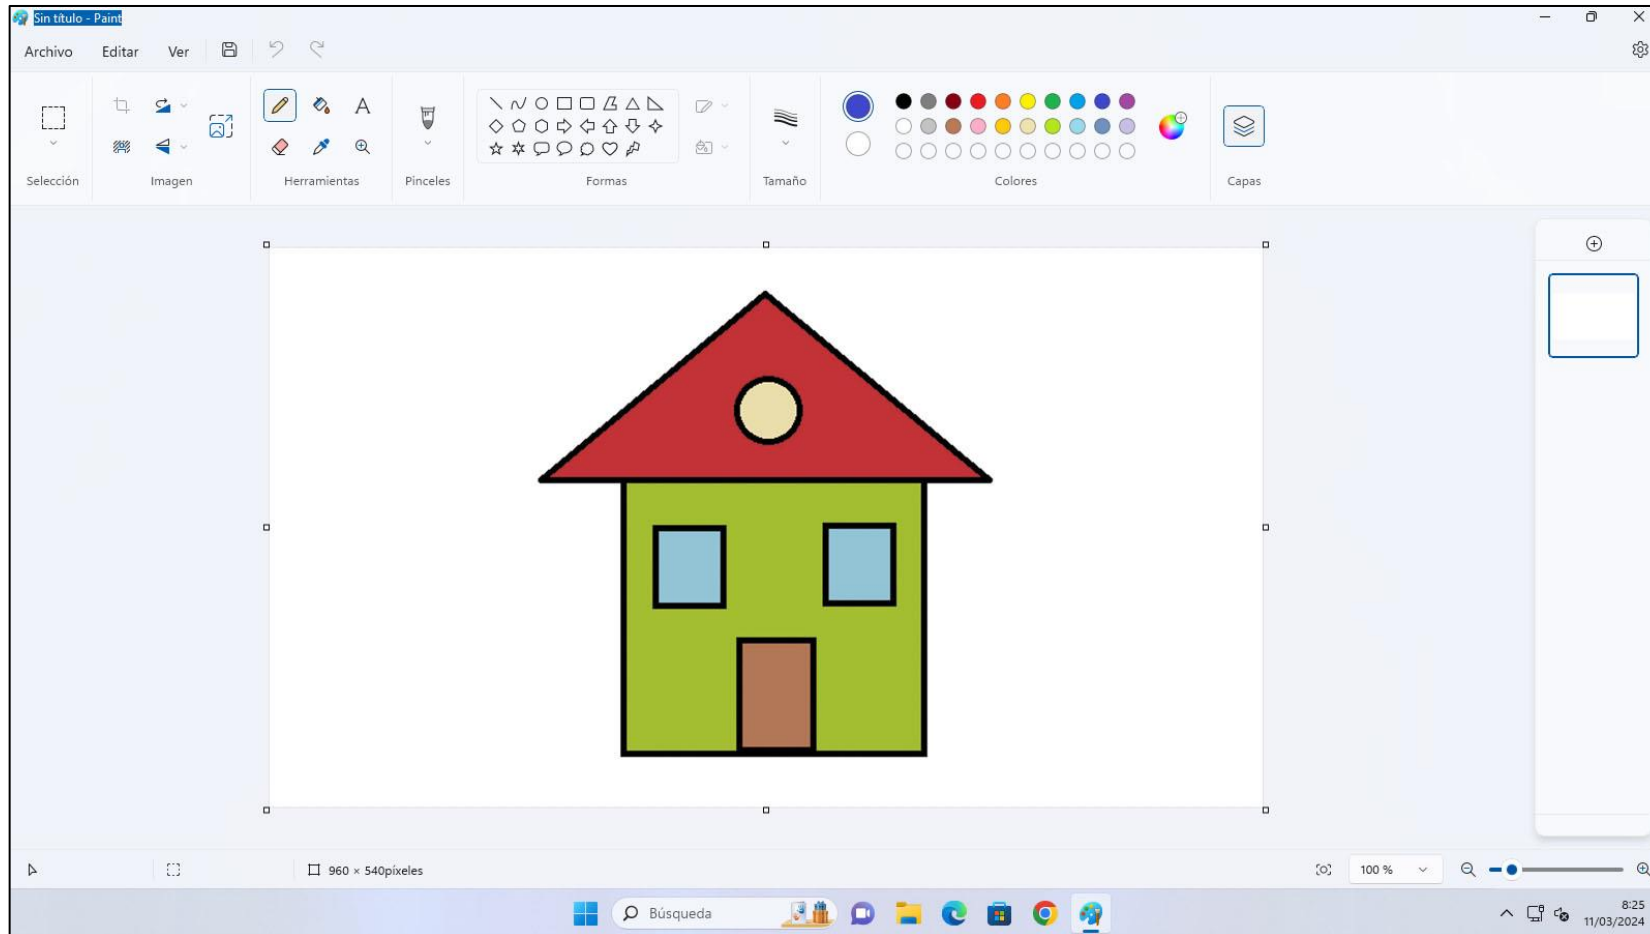 Sin título - Paint
Archivo Editar Ver
A
Selección Imagen Herramientas Pinceles Formas Tamaño Colores Capas
960 × 540píxeles 100 %
Búsqueda
8:25
11/03/2024